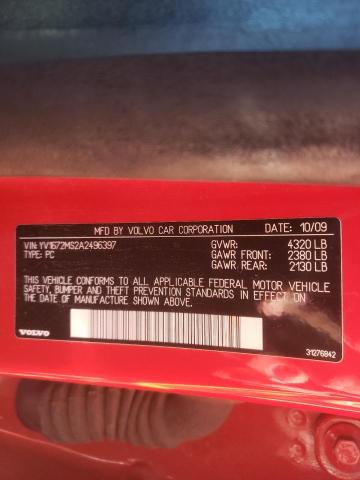 MFD BY VOLVO CAR CORPORATION DATE: 10/09
VIN: YV1672MS2A2496397 GVWR: 4320 LB
TYPE: PC GAWR FRONT: 2380 LB
GAWR REAR: 2130 LB
THIS VEHICLE CONFORMS TO ALL APPLICABLE FEDERAL MOTOR VEHICLE
SAFETY, BUMPER AND THEFT PREVENTION STANDARDS IN EFFECT ON THE
DATE OF MANUFACTURE SHOWN ABOVE.
VOLVO
31276842